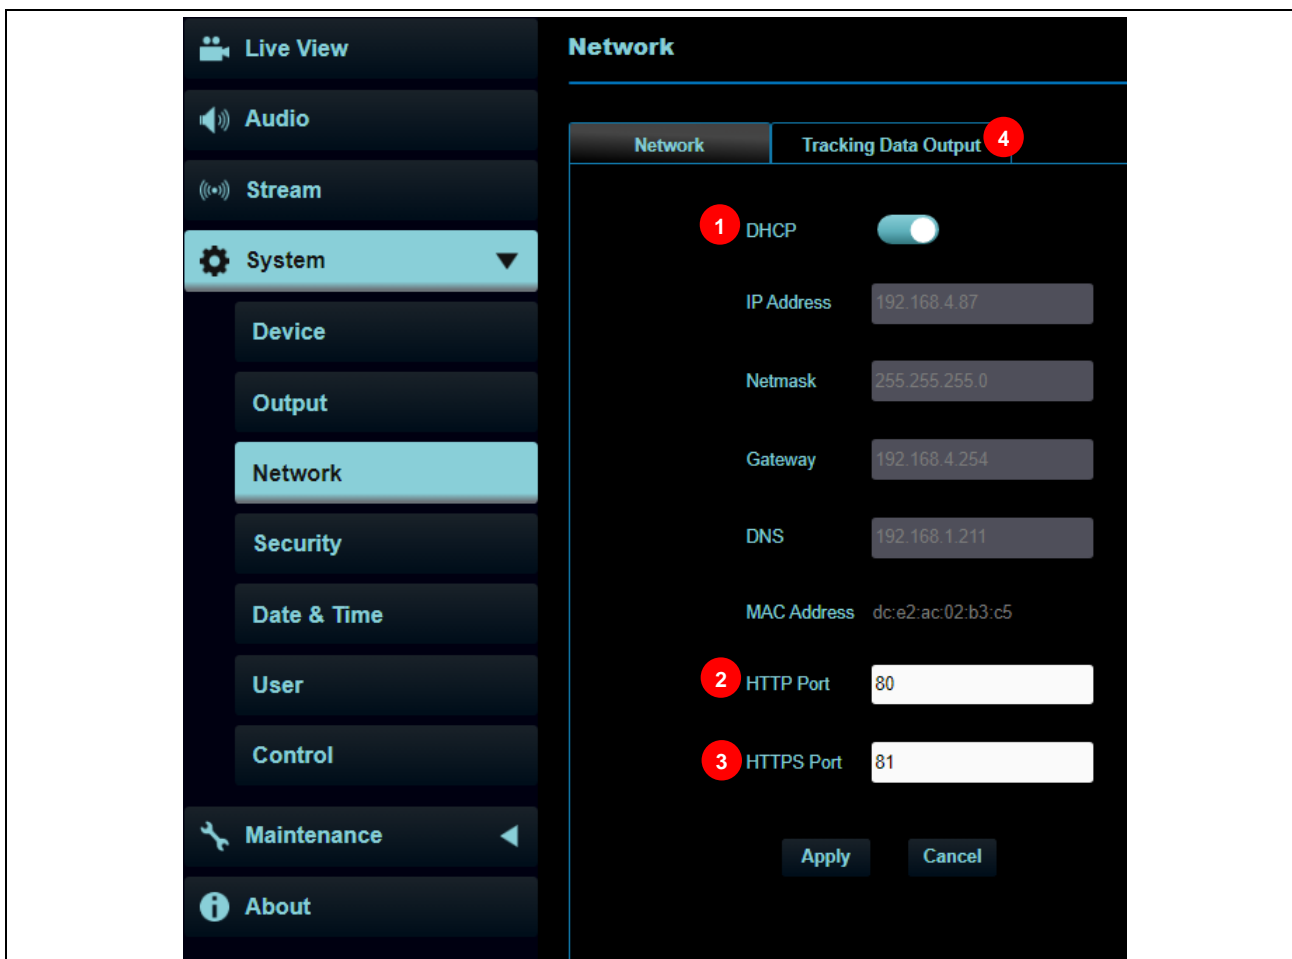 Live View
Audio
Stream
System
Device
Output
Network
Security
Date & Time
User
Control
Maintenance
About
Network
Network
Tracking Data Output 4
1 DHCP
IP Address 192.168.4.87
Netmask 255.255.255.0
Gateway 192.168.4.254
DNS 192.168.1.211
MAC Address dc:e2:ac:02:b3:c5
2 HTTP Port 80
3 HTTPS Port 81
Apply Cancel